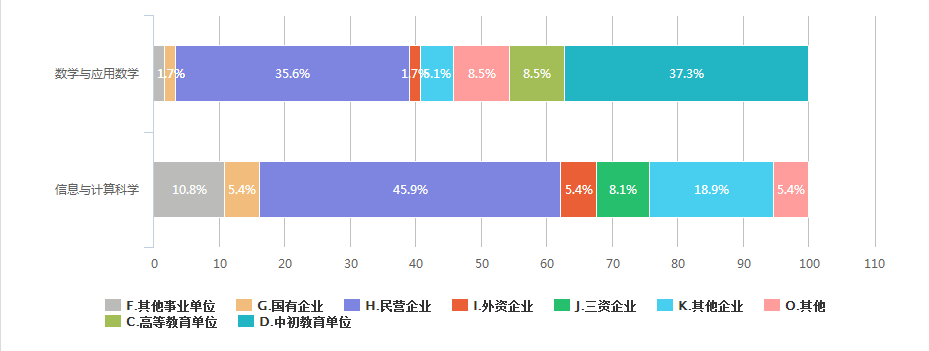 数学与应用数学
1.7% 35.6% 1.7% 5.1% 8.5% 8.5% 37.3%
信息与计算科学
10.8% 5.4% 45.9% 5.4% 8.1% 18.9% 5.4%
0 10 20 30 40 50 60 70 80 90 100 110
F.其他事业单位 G.国有企业 H.民营企业 I.外资企业 J.三资企业 K.其他企业 O.其他
C.高等教育单位 D.中初教育单位